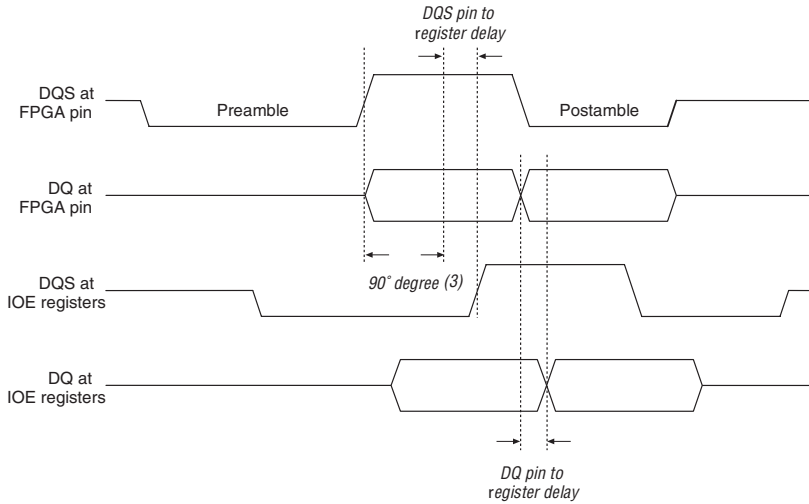 DQS pin to
register delay
DQS at
FPGA pin
Preamble
Postamble
DQ at
FPGA pin
90˚ degree (3)
DQS at
IOE registers
DQ at
IOE registers
DQ pin to
register delay